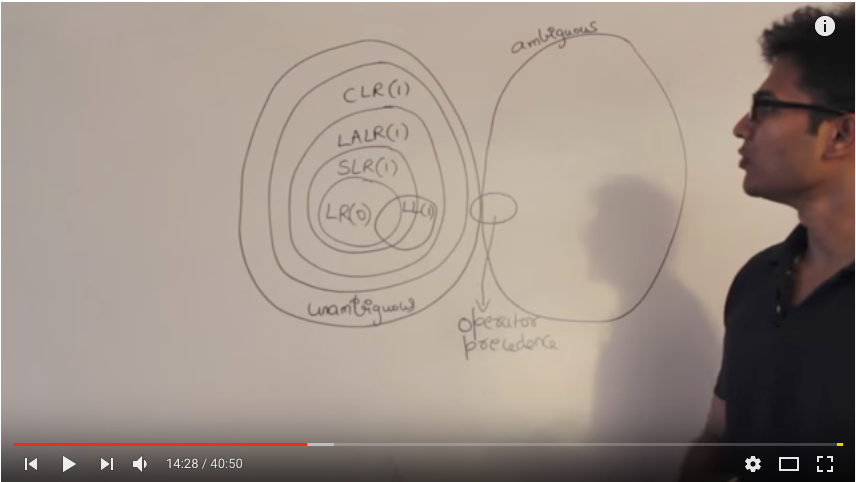 ambiguous
CLR(1)
LALR(1)
SLR(1)
LR(0)
LL(1)
unambiguous
operator
precedence
14:28 / 40:50